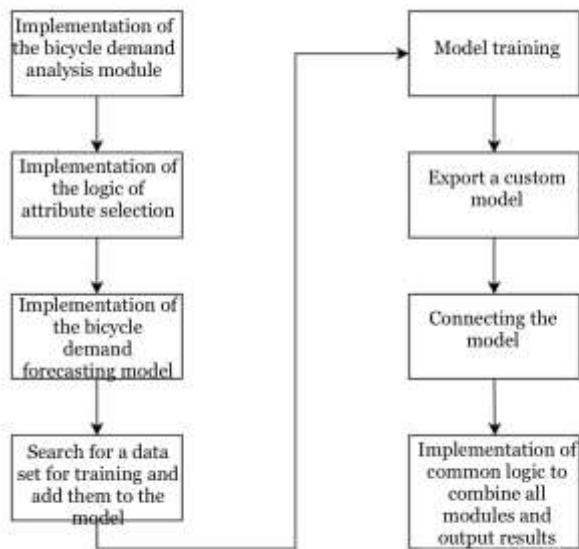 Implementation of
the bicycle demand
analysis module
Implementation of
the logic of
attribute selection
Implementation of
the bicycle
demand
forecasting model
Search for a data
set for training and
add them to the
model
Model training
Export a custom
model
Connecting the
model
Implementation of
common logic to
combine all
modules and
output results